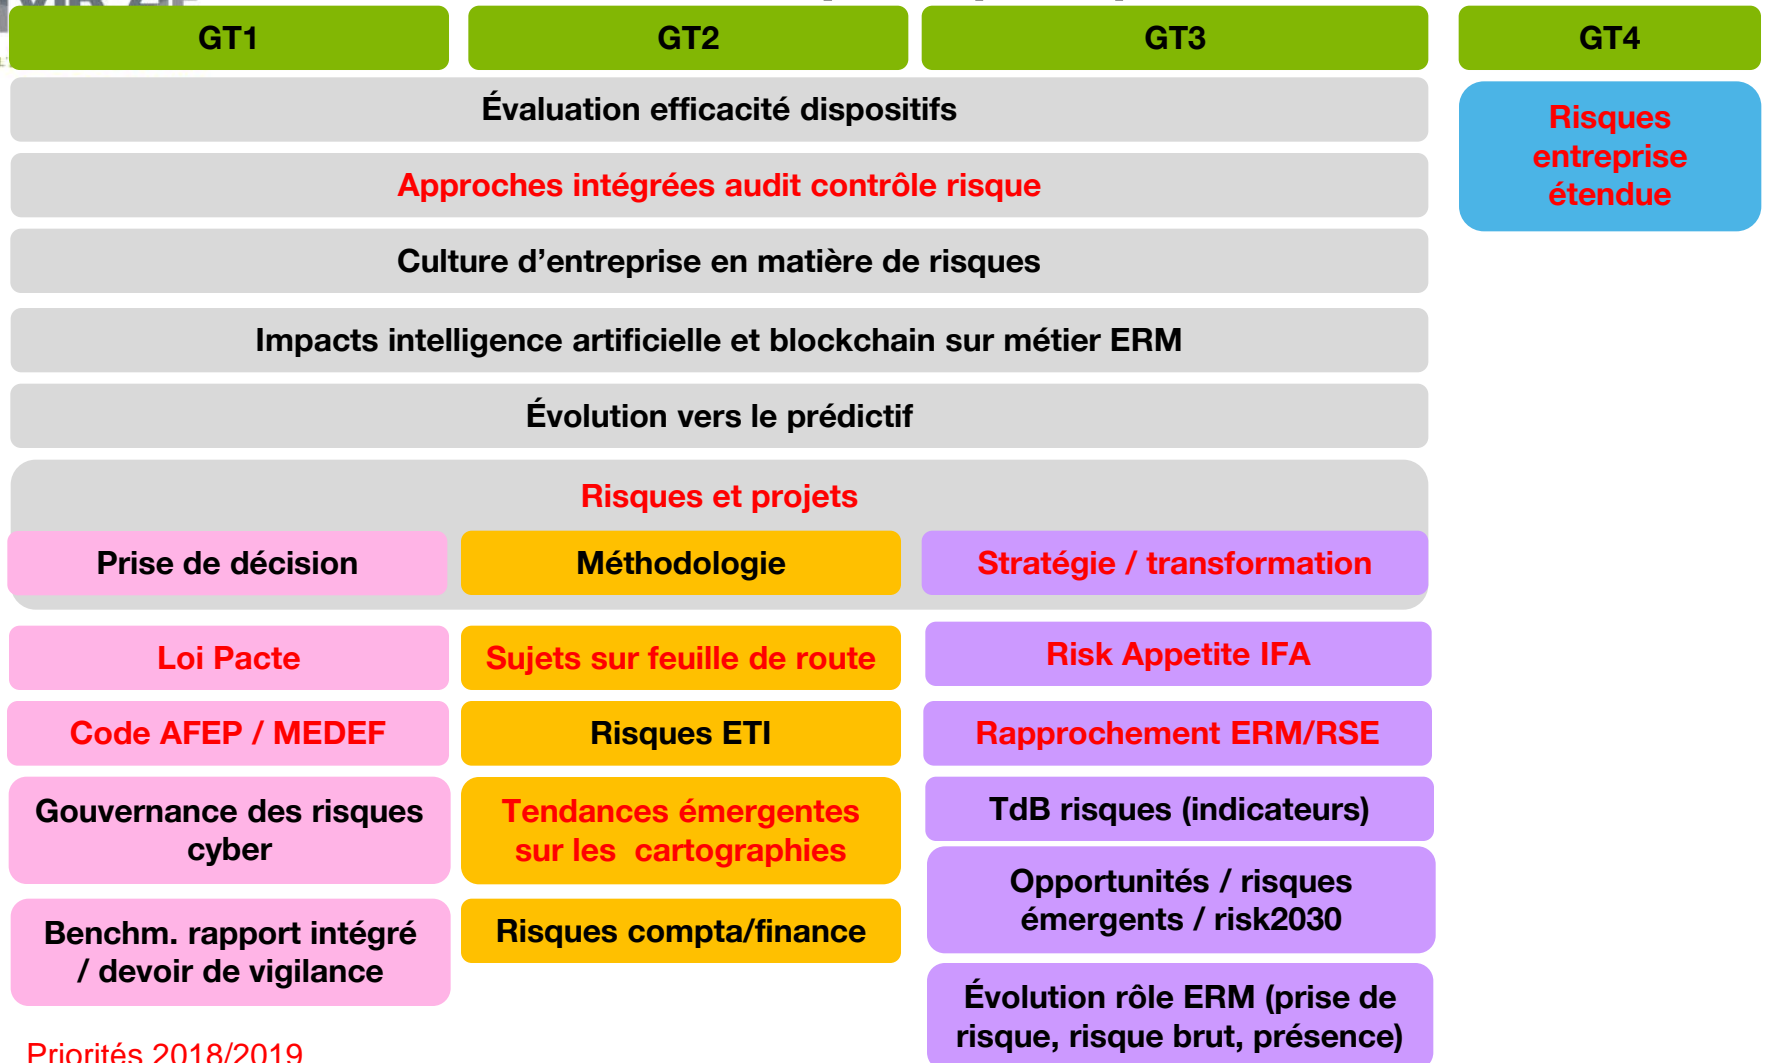 GT1
GT2
GT3
GT4
Évaluation efficacité dispositifs
Risques
entreprise
étendue
Approches intégrées audit contrôle risque
Culture d’entreprise en matière de risques
Impacts intelligence artificielle et blockchain sur métier ERM
Évolution vers le prédictif
Risques et projets
Prise de décision
Méthodologie
Stratégie / transformation
Loi Pacte
Sujets sur feuille de route
Risk Appetite IFA
Code AFEP / MEDEF
Risques ETI
Rapprochement ERM/RSE
Gouvernance des risques
cyber
Tendances émergentes
sur les cartographies
TdB risques (indicateurs)
Opportunités / risques
émergents / risk2030
Benchm. rapport intégré
/ devoir de vigilance
Risques compta/finance
Évolution rôle ERM (prise de
risque, risque brut, présence)
Priorités 2018/2019